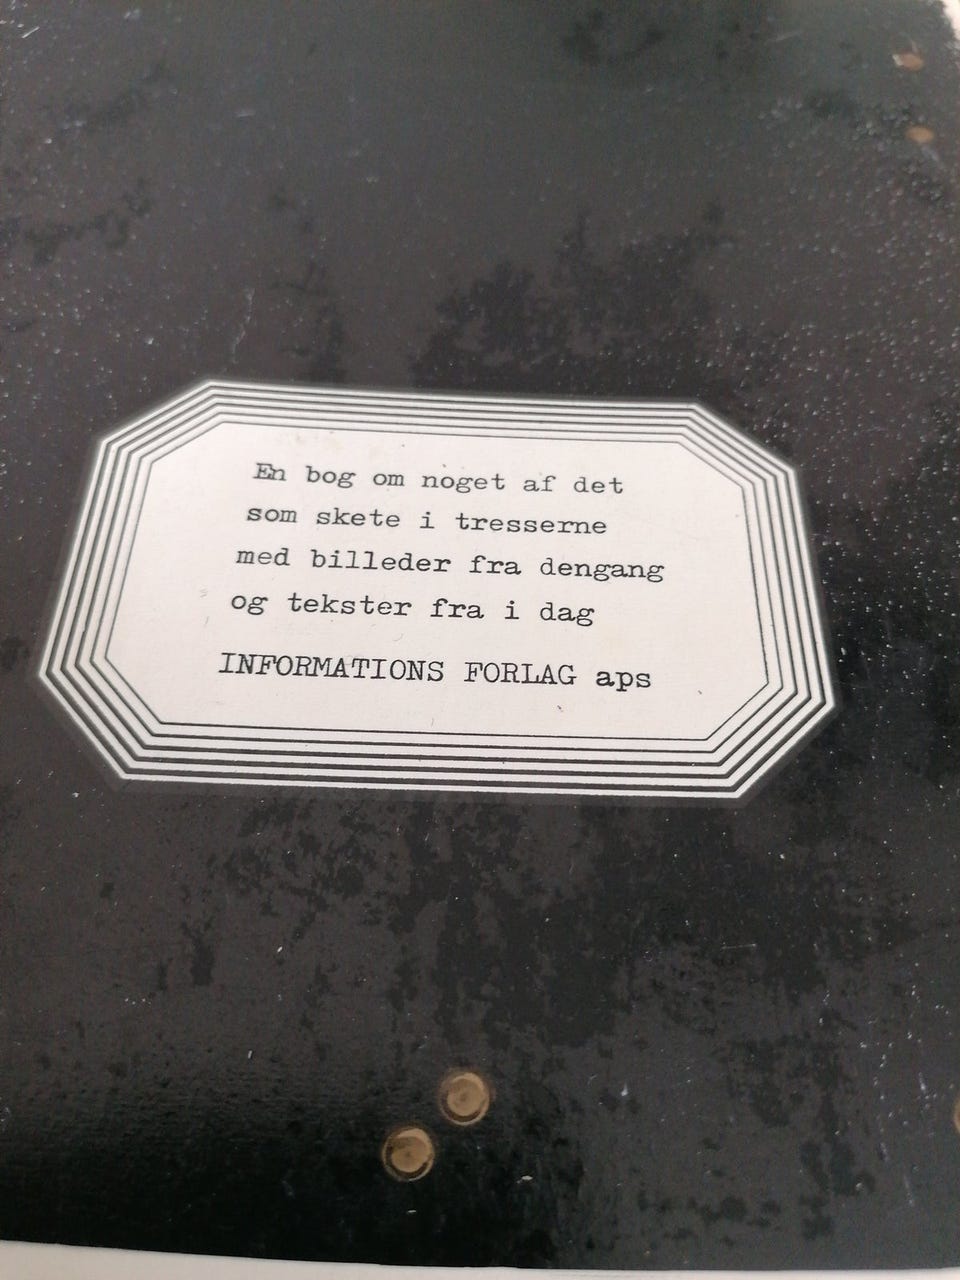 En bog om noget af det
som skete i tresserne
med billeder fra dengang
og tekster fra i dag
INFORMATIONS FORLAG aps